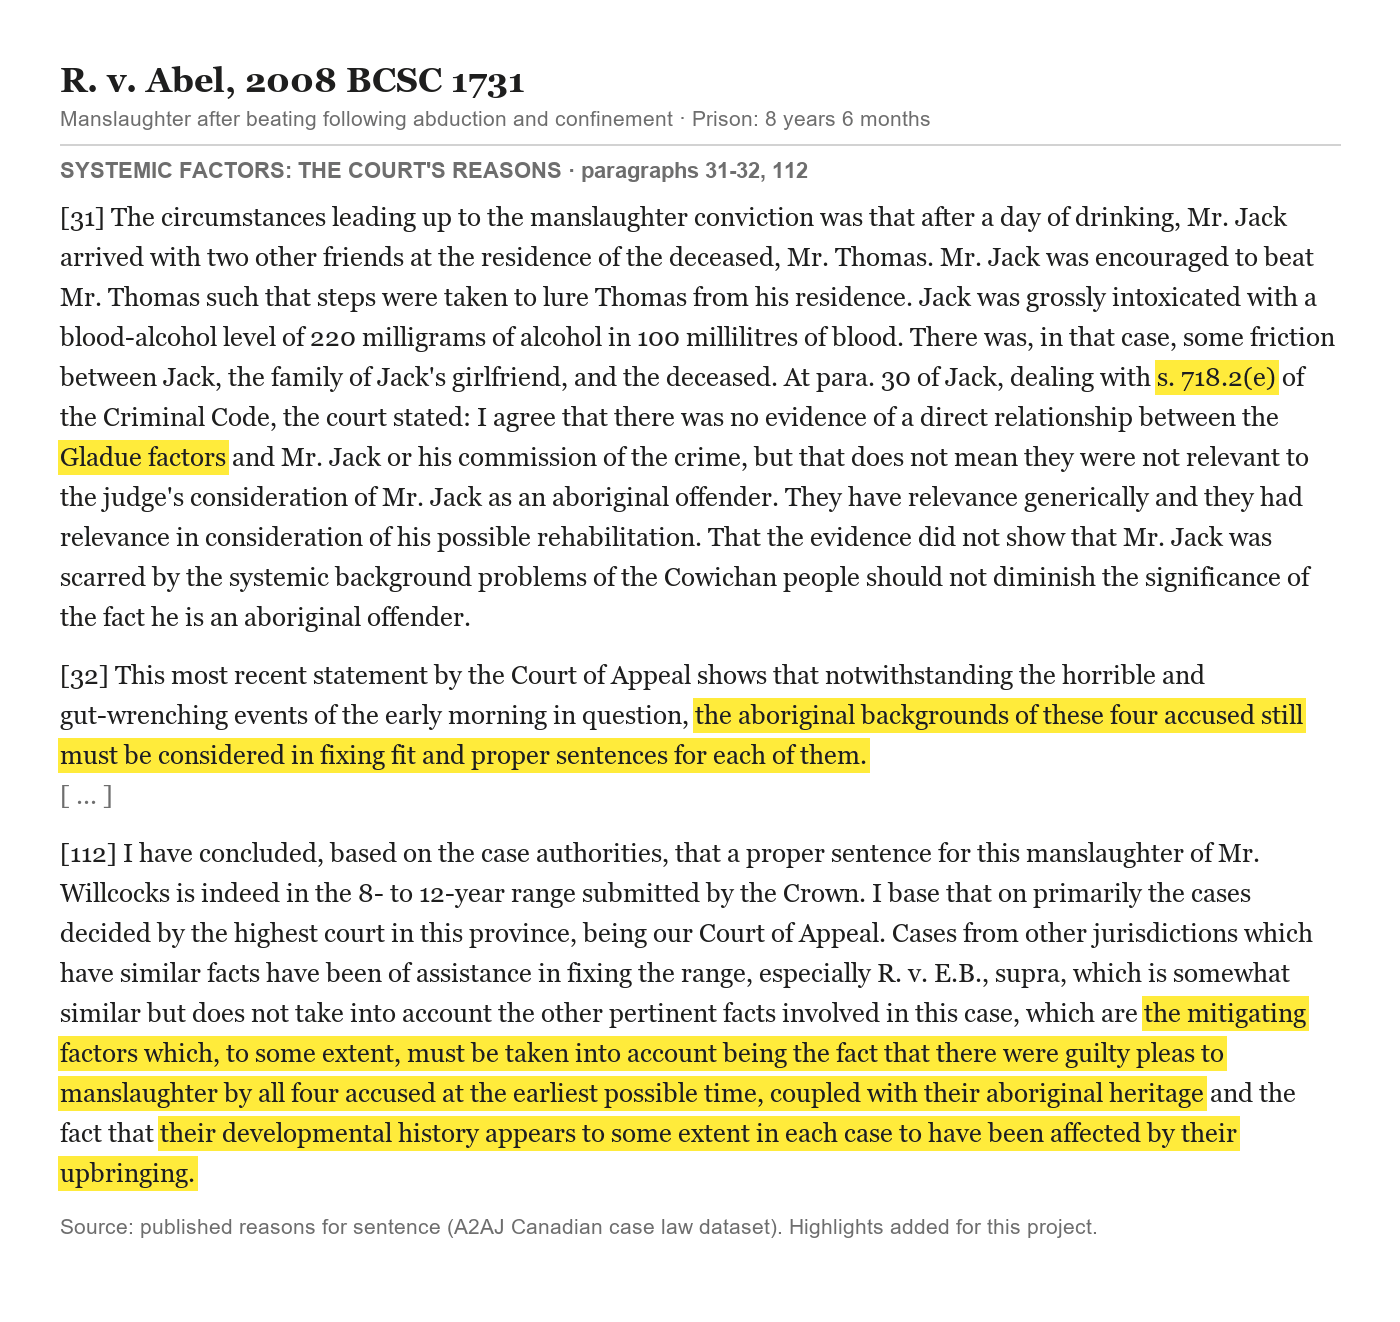 R. v. Abel, 2008 BCSC 1731
Manslaughter after beating following abduction and confinement · Prison: 8 years 6 months
SYSTEMIC FACTORS: THE COURT'S REASONS · paragraphs 31-32, 112
[31] The circumstances leading up to the manslaughter conviction was that after a day of drinking, Mr. Jack
arrived with two other friends at the residence of the deceased, Mr. Thomas. Mr. Jack was encouraged to beat
Mr. Thomas such that steps were taken to lure Thomas from his residence. Jack was grossly intoxicated with a
blood-alcohol level of 220 milligrams of alcohol in 100 millilitres of blood. There was, in that case, some friction
between Jack, the family of Jack's girlfriend, and the deceased. At para. 30 of Jack, dealing with s. 718.2(e) of
the Criminal Code, the court stated: I agree that there was no evidence of a direct relationship between the
Gladue factors and Mr. Jack or his commission of the crime, but that does not mean they were not relevant to
the judge's consideration of Mr. Jack as an aboriginal offender. They have relevance generically and they had
relevance in consideration of his possible rehabilitation. That the evidence did not show that Mr. Jack was
scarred by the systemic background problems of the Cowichan people should not diminish the significance of
the fact he is an aboriginal offender.
[32] This most recent statement by the Court of Appeal shows that notwithstanding the horrible and
gut-wrenching events of the early morning in question, the aboriginal backgrounds of these four accused still
must be considered in fixing fit and proper sentences for each of them.
[ ... ]
[112] I have concluded, based on the case authorities, that a proper sentence for this manslaughter of Mr.
Willcocks is indeed in the 8- to 12-year range submitted by the Crown. I base that on primarily the cases
decided by the highest court in this province, being our Court of Appeal. Cases from other jurisdictions which
have similar facts have been of assistance in fixing the range, especially R. v. E.B., supra, which is somewhat
similar but does not take into account the other pertinent facts involved in this case, which are the mitigating
factors which, to some extent, must be taken into account being the fact that there were guilty pleas to
manslaughter by all four accused at the earliest possible time, coupled with their aboriginal heritage and the
fact that their developmental history appears to some extent in each case to have been affected by their
upbringing.
Source: published reasons for sentence (A2AJ Canadian case law dataset). Highlights added for this project.